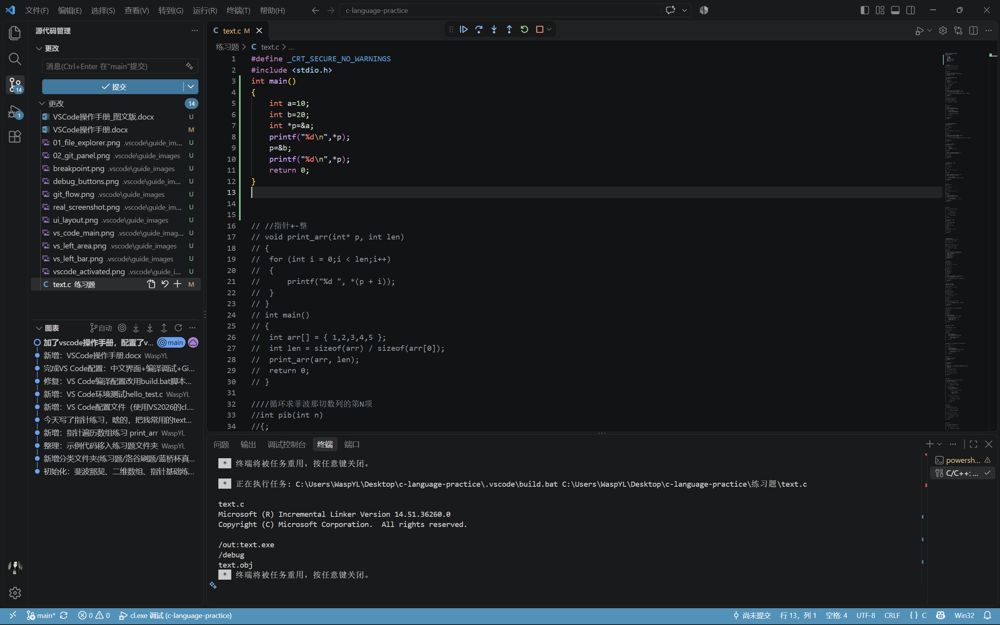 文件(F) 编辑(E) 选择(S) 查看(V) 转到(G) 运行(R) 终端(T) 帮助(H)
c-language-practice
源代码管理
更改
消息(Ctrl+Enter 在"main"提交)
提交
更改 14
VSCode操作手册_图文版.docx U
VSCode操作手册.docx M
01_file_explorer.png .vscode\guide_im... U
02_git_panel.png .vscode\guide_images U
breakpoint.png .vscode\guide_images U
debug_buttons.png .vscode\guide_im... U
git_flow.png .vscode\guide_images U
real_screenshot.png .vscode\guide_im... U
ui_layout.png .vscode\guide_images U
vs_code_main.png .vscode\guide_imag... U
vs_left_area.png .vscode\guide_images U
vs_left_bar.png .vscode\guide_images U
vscode_activated.png .vscode\guide_i... U
text.c 练习题 M
14
1
图表 自动
加了vscode操作手册，配置了v... main
新增：VSCode操作手册.docx WaspYL
完成VS Code配置：中文界面+编译调试+Gi...
修复：VS Code编译配置改用build.bat脚本...
新增：VS Code环境测试hello_test.c WaspYL
新增：VS Code配置文件（使用VS2026的cl....
今天写了指针练习，啥的，把我常用的text...
新增：指针遍历数组练习 print_arr WaspYL
整理：示例代码移入练习题文件夹 WaspYL
新增分类文件夹(练习题/洛谷刷题/蓝桥杯真...
初始化：斐波那契、二维数组、指针基础练...
C text.c M
练习题 > C text.c > ...
1 #define _CRT_SECURE_NO_WARNINGS
2 #include <stdio.h>
3 int main()
4 {
5 int a=10;
6 int b=20;
7 int *p=&a;
8 printf("%d\n",*p);
9 p=&b;
10 printf("%d\n",*p);
11 return 0;
12 }
13
14
15
16 // //指针+-整
17 // void print_arr(int* p, int len)
18 // {
19 // for (int i = 0;i < len;i++)
20 // {
21 // printf("%d ", *(p + i));
22 // }
23 // }
24 // int main()
25 // {
26 // int arr[] = { 1,2,3,4,5 };
27 // int len = sizeof(arr) / sizeof(arr[0]);
28 // print_arr(arr, len);
29 // return 0;
30 // }
31
32 ////循环求菲波那切数列的第N项
33 //int pib(int n)
34 //{;
问题 输出 调试控制台 终端 端口
* 终端将被任务重用，按任意键关闭。
* 正在执行任务: C:\Users\WaspYL\Desktop\c-language-practice\.vscode\build.bat C:\Users\WaspYL\Desktop\c-language-practice\练习题\text.c
text.c
Microsoft (R) Incremental Linker Version 14.51.36260.0
Copyright (C) Microsoft Corporation.  All rights reserved.
/out:text.exe
/debug
text.obj
* 终端将被任务重用，按任意键关闭。
powersh...
C/C++: ...
main* 0 0 cl.exe 调试 (c-language-practice) 尚未提交 行 13，列 1 空格: 4 UTF-8 CRLF {} C Win32